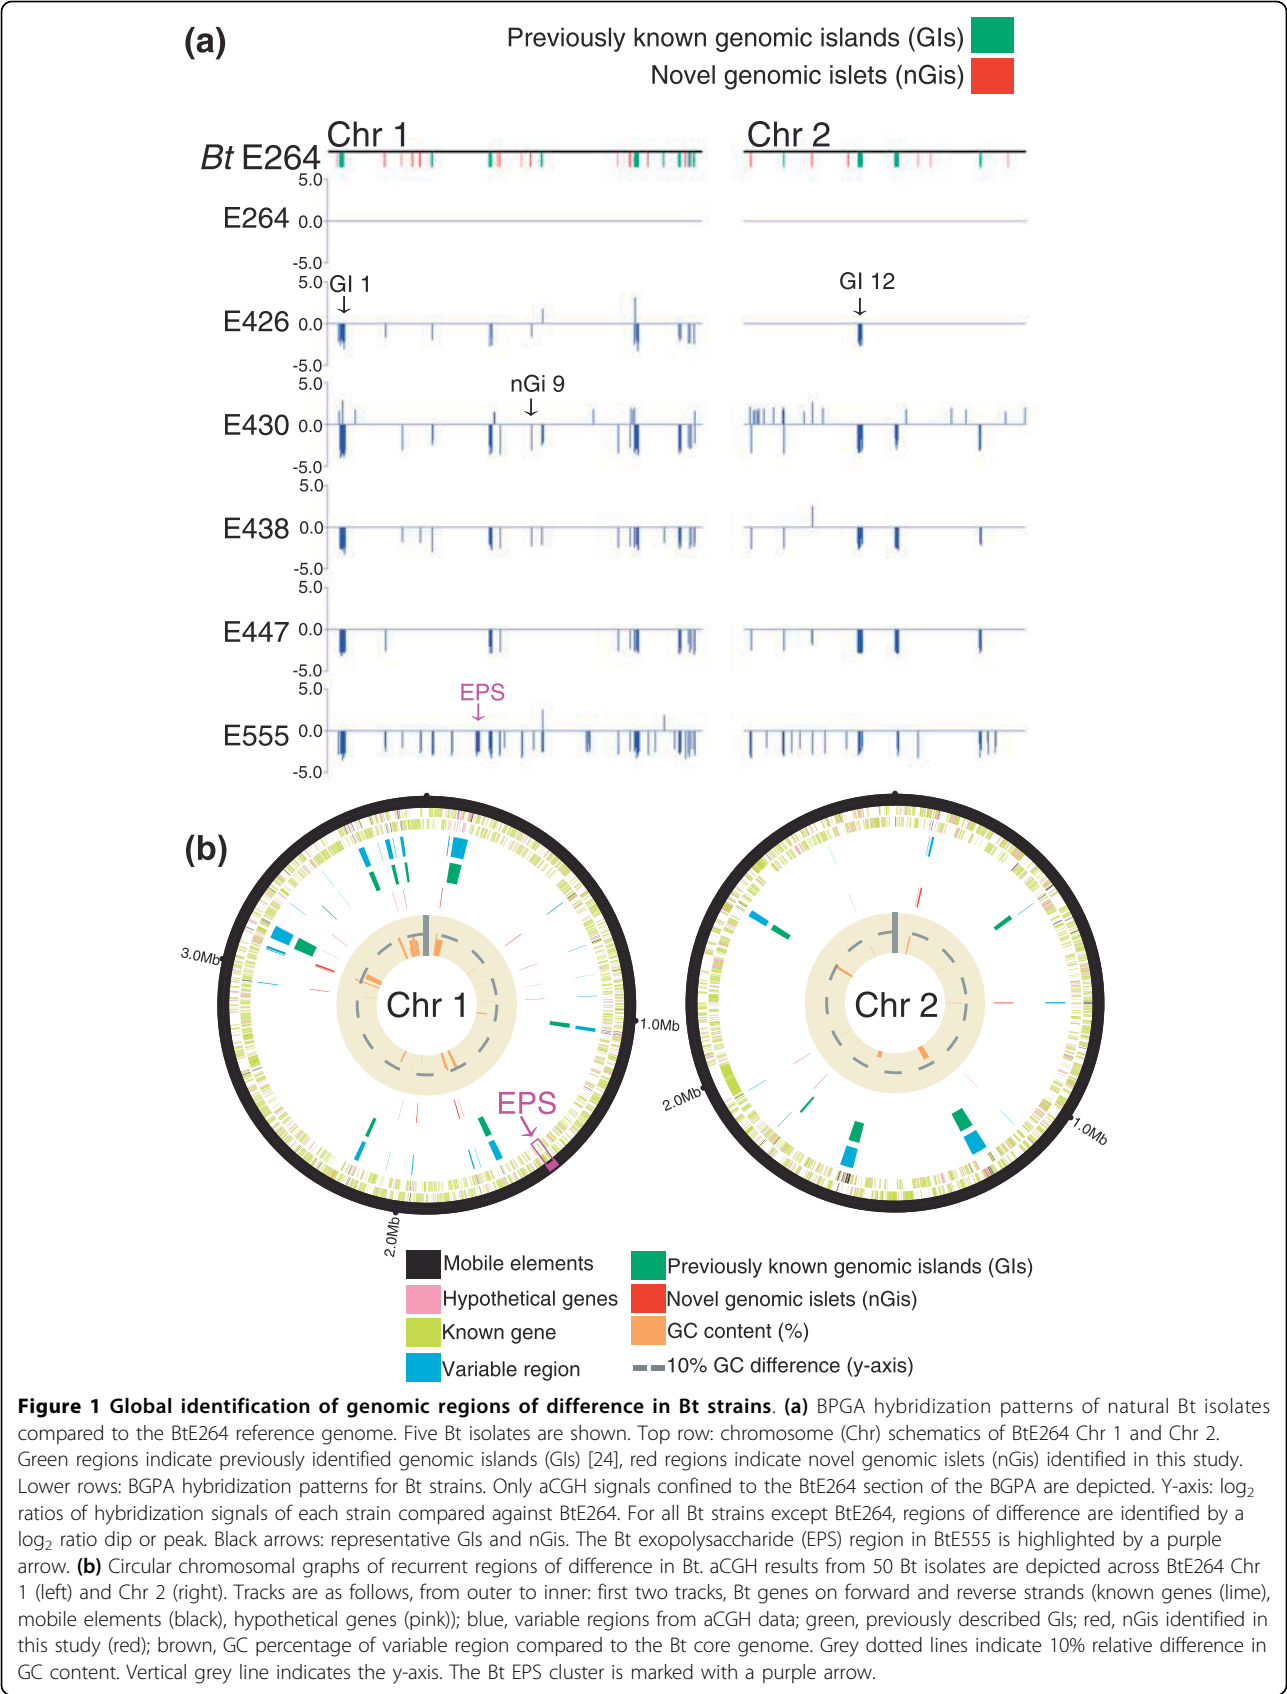 (a)
Previously known genomic islands (GIs)
Novel genomic islets (nGis)
Chr 1
Chr 2
Bt E264
5.0
E264 0.0
-5.0
5.0
GI 1
GI 12
E426 0.0
-5.0
5.0
nGi 9
E430 0.0
-5.0
5.0
E438 0.0
-5.0
5.0
E447 0.0
-5.0
5.0
EPS
E555 0.0
-5.0
(b)
3.0Mb
Chr 1
1.0Mb
EPS
2.0Mb
Chr 2
2.0Mb
1.0Mb
Mobile elements
Hypothetical genes
Known gene
Variable region
Previously known genomic islands (GIs)
Novel genomic islets (nGis)
GC content (%)
10% GC difference (y-axis)
Figure 1 Global identification of genomic regions of difference in Bt strains. (a) BPGA hybridization patterns of natural Bt isolates
compared to the BtE264 reference genome. Five Bt isolates are shown. Top row: chromosome (Chr) schematics of BtE264 Chr 1 and Chr 2.
Green regions indicate previously identified genomic islands (GIs) [24], red regions indicate novel genomic islets (nGis) identified in this study.
Lower rows: BGPA hybridization patterns for Bt strains. Only aCGH signals confined to the BtE264 section of the BGPA are depicted. Y-axis: log2
ratios of hybridization signals of each strain compared against BtE264. For all Bt strains except BtE264, regions of difference are identified by a
log2 ratio dip or peak. Black arrows: representative GIs and nGis. The Bt exopolysaccharide (EPS) region in BtE555 is highlighted by a purple
arrow. (b) Circular chromosomal graphs of recurrent regions of difference in Bt. aCGH results from 50 Bt isolates are depicted across BtE264 Chr
1 (left) and Chr 2 (right). Tracks are as follows, from outer to inner: first two tracks, Bt genes on forward and reverse strands (known genes (lime),
mobile elements (black), hypothetical genes (pink)); blue, variable regions from aCGH data; green, previously described GIs; red, nGis identified in
this study (red); brown, GC percentage of variable region compared to the Bt core genome. Grey dotted lines indicate 10% relative difference in
GC content. Vertical grey line indicates the y-axis. The Bt EPS cluster is marked with a purple arrow.